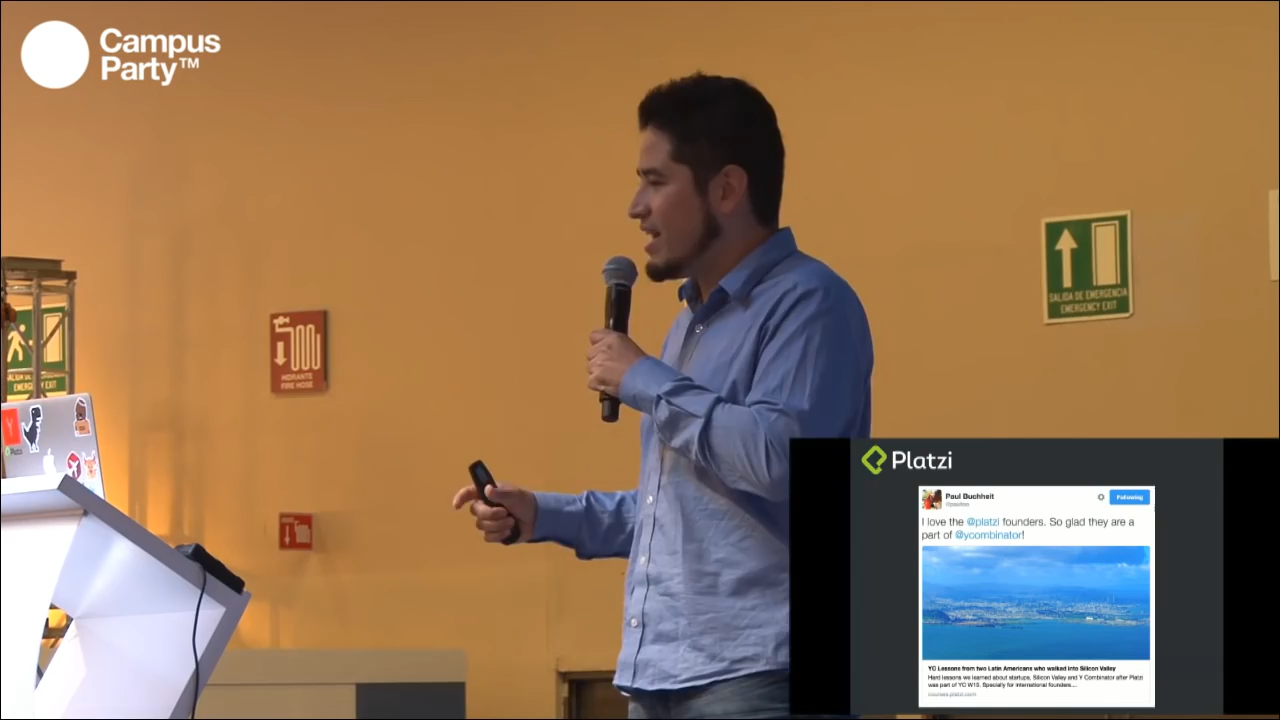 Campus
Party™
SALIDA DE EMERGENCIA
EMERGENCY EXIT
HIDRANTE
FIRE HOSE
EMERGENCY EXIT
Y
Platzi
Platzi
Paul Buchheit
Following
I love the @platzi founders. So glad they are a
part of @ycombinator!
YC Lessons from two Latin Americans who walked into Silicon Valley
Hard lessons we learned about startups, Silicon Valley and Y Combinator after Platzi
was part of YC W15. Specially for international founders....
courses.platzi.com